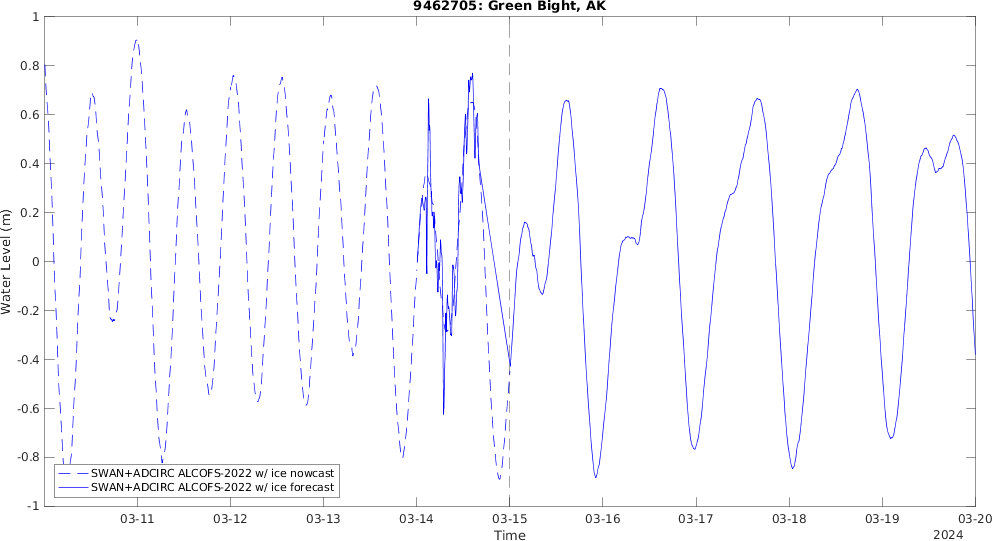 9462705: Green Bight, AK
Water Level (m)
1
0.8
0.6
0.4
0.2
0
-0.2
-0.4
-0.6
-0.8
-1
SWAN+ADCIRC ALCOFS-2022 w/ ice nowcast
SWAN+ADCIRC ALCOFS-2022 w/ ice forecast
03-11 03-12 03-13 03-14 03-15 03-16 03-17 03-18 03-19 03-20
Time
2024